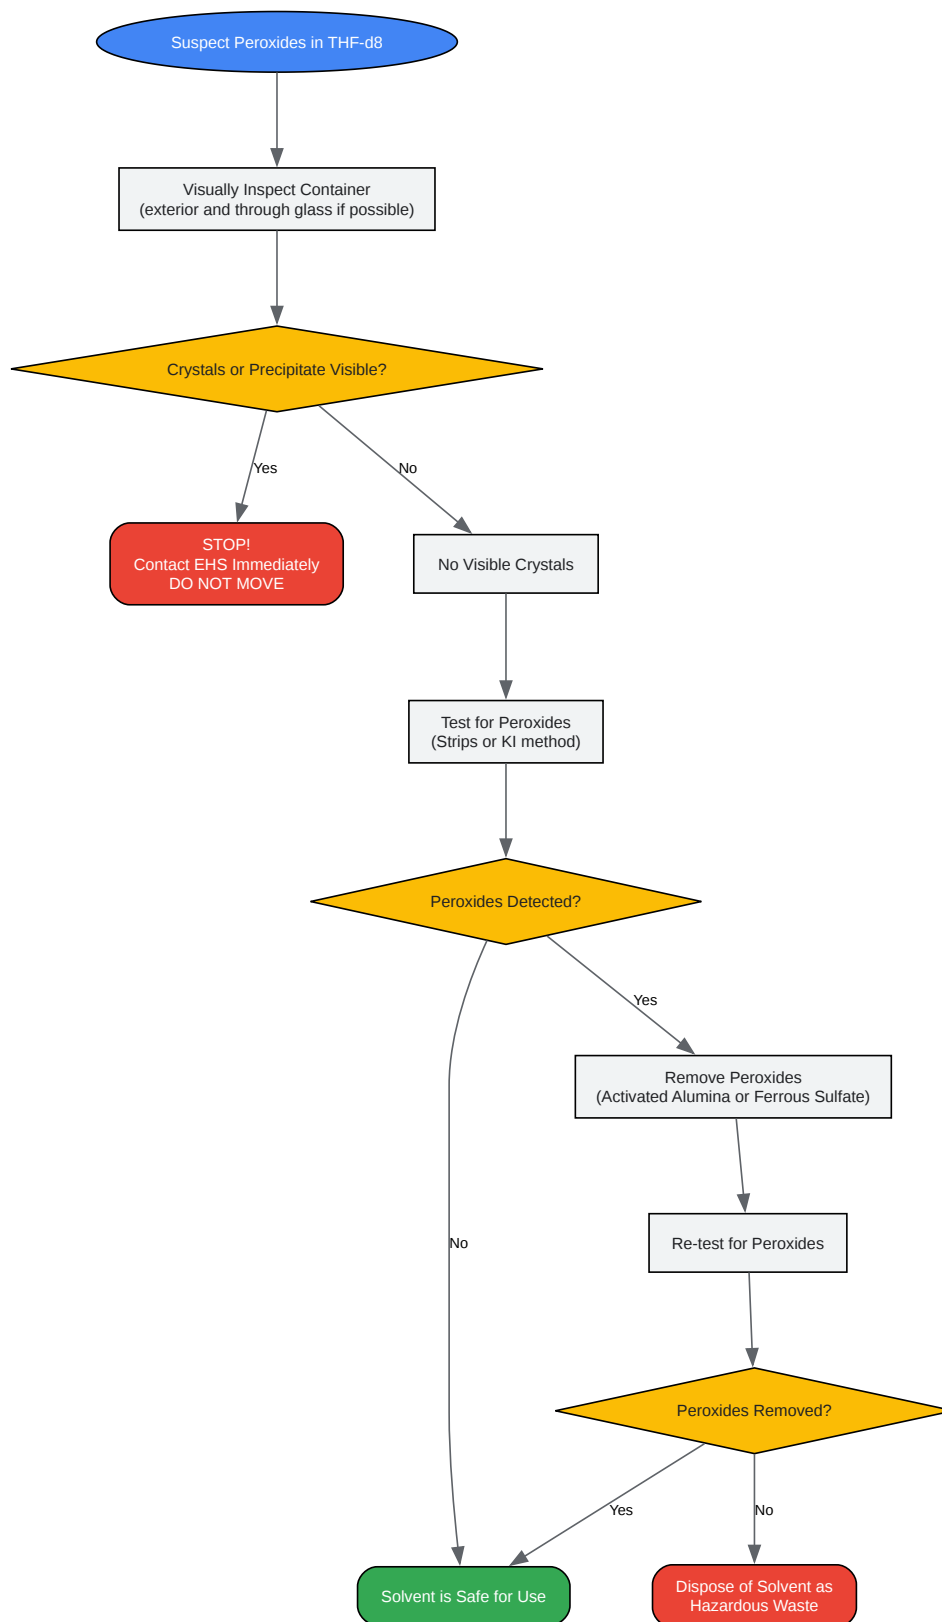 Suspect Peroxides in THF-d8
Visually Inspect Container
(exterior and through glass if possible)
Crystals or Precipitate Visible?
Yes
No
STOP!
Contact EHS Immediately
DO NOT MOVE
No Visible Crystals
Test for Peroxides
(Strips or KI method)
Peroxides Detected?
Yes
Remove Peroxides
(Activated Alumina or Ferrous Sulfate)
No
Re-test for Peroxides
Peroxides Removed?
Yes
No
Solvent is Safe for Use
Dispose of Solvent as
Hazardous Waste